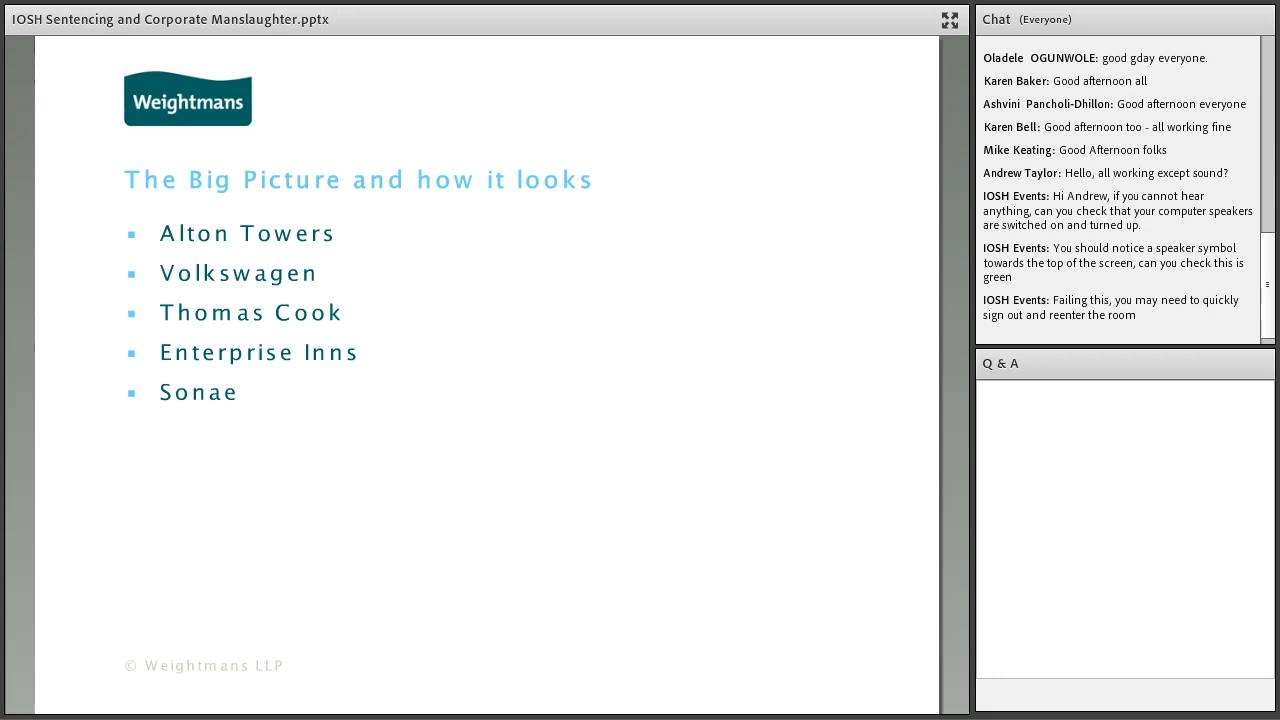 IOSH Sentencing and Corporate Manslaughter.pptx
Weightmans
The Big Picture and how it looks
Alton Towers
Volkswagen
Thomas Cook
Enterprise Inns
Sonae
© Weightmans LLP
Chat (Everyone)
Oladele OGUNWOLE: good gday everyone.
Karen Baker: Good afternoon all
Ashvini Pancholi-Dhillon: Good afternoon everyone
Karen Bell: Good afternoon too - all working fine
Mike Keating: Good Afternoon folks
Andrew Taylor: Hello, all working except sound?
IOSH Events: Hi Andrew, if you cannot hear
anything, can you check that your computer speakers
are switched on and turned up.
IOSH Events: You should notice a speaker symbol
towards the top of the screen, can you check this is
green
IOSH Events: Failing this, you may need to quickly
sign out and reenter the room
Q & A